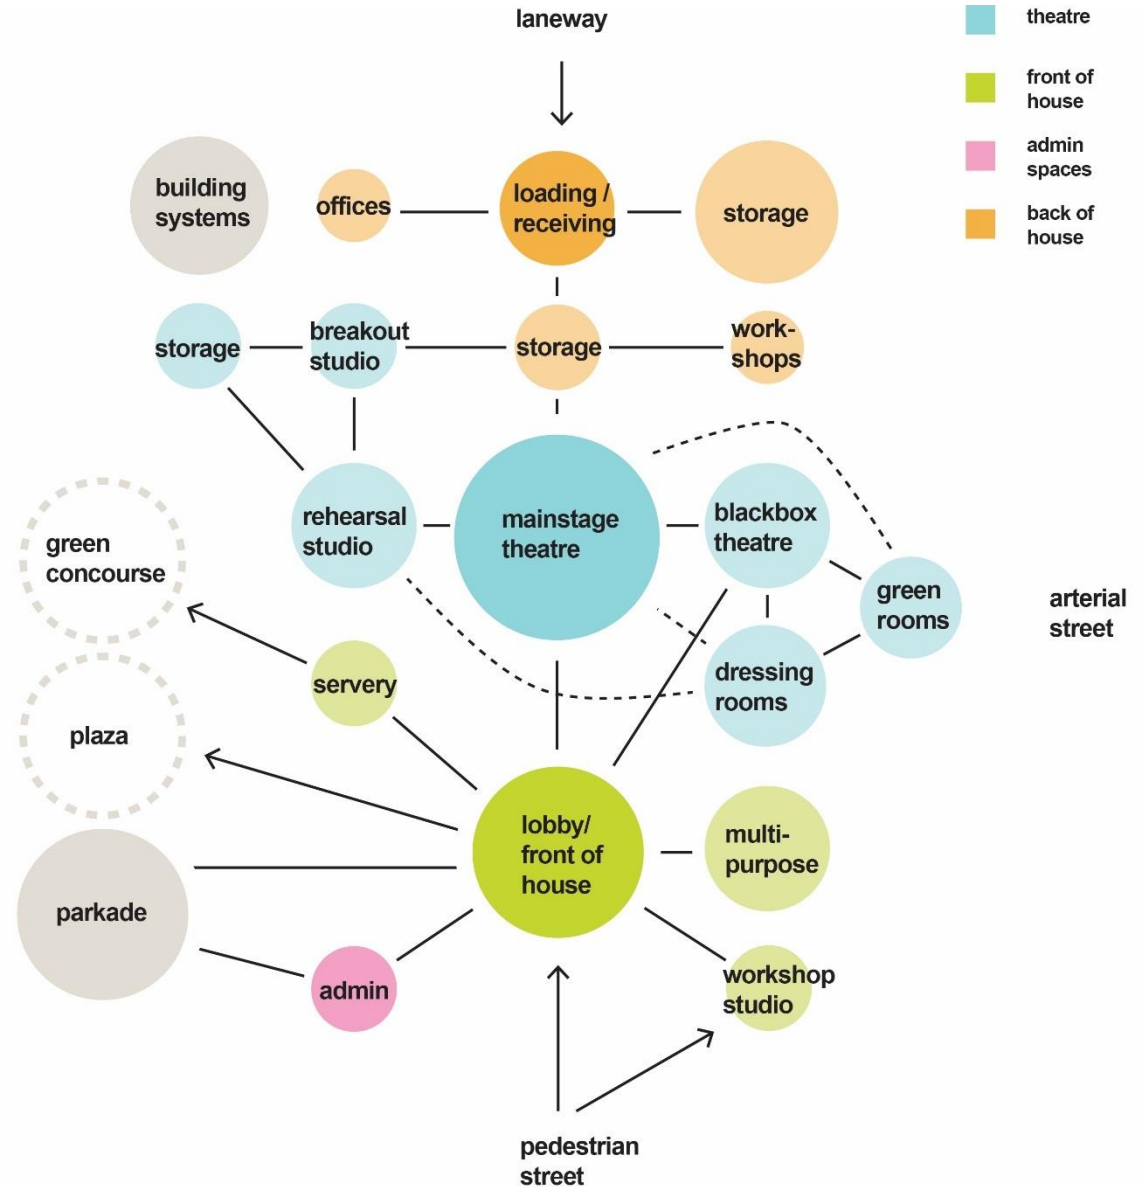 laneway
theatre
front of
house
admin
spaces
back of
house
building
systems
offices
loading /
receiving
storage
storage
breakout
studio
storage
work-
shops
green
concourse
rehearsal
studio
mainstage
theatre
blackbox
theatre
green
rooms
arterial
street
servery
dressing
rooms
plaza
lobby/
front of
house
multi-
purpose
parkade
admin
workshop
studio
pedestrian
street